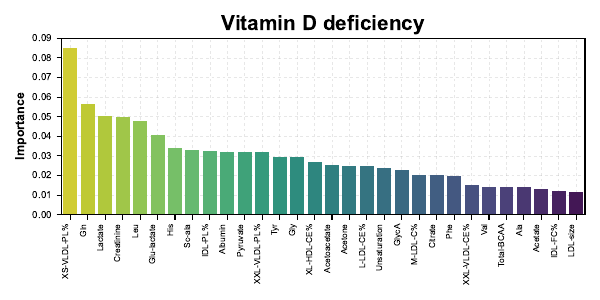 Vitamin D deficiency
Importance
0.09
0.08
0.07
0.06
0.05
0.04
0.03
0.02
0.01
0.00
XS-VLDL-PL%
Gln
Lactate
Creatinine
Leu
Glu-lactate
His
So-ala
IDL-PL%
Albumin
Pyruvate
XXL-VLDL-PL%
Tyr
Gly
XL-HDL-CE%
Acetoacetate
Acetone
L-LDL-CE%
Unsaturation
GlycA
M-LDL-C%
Citrate
Phe
XXL-VLDL-CE%
Val
Total-BCAA
Ala
Acetate
IDL-FC%
LDL-size